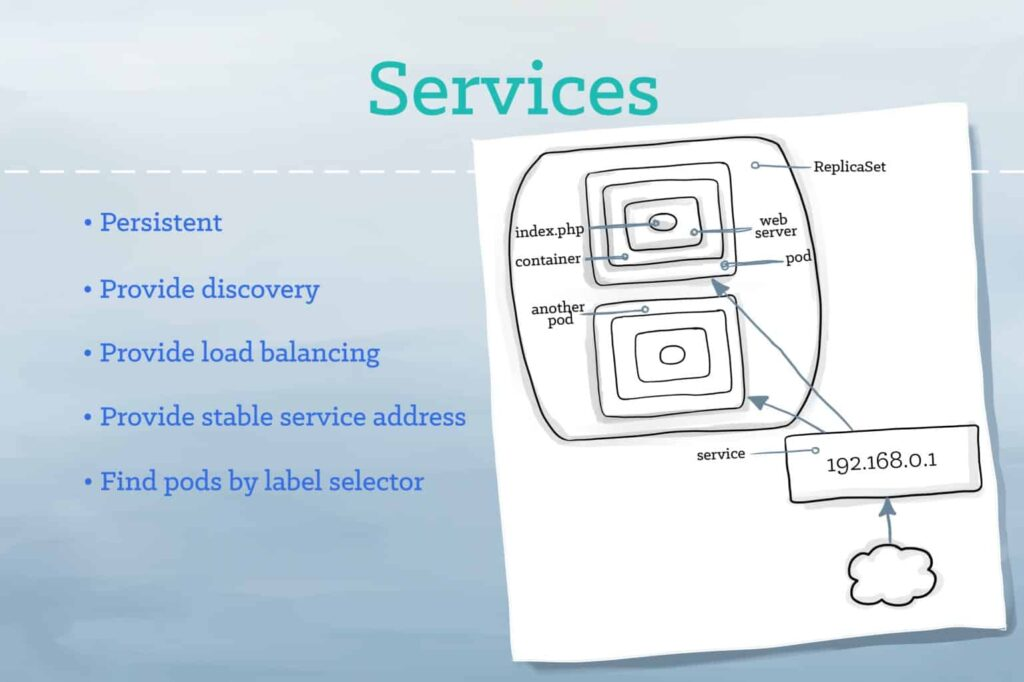 Services
• Persistent
• Provide discovery
• Provide load balancing
• Provide stable service address
• Find pods by label selector
ReplicaSet
index.php
web
server
container
pod
another
pod
service
192.168.0.1